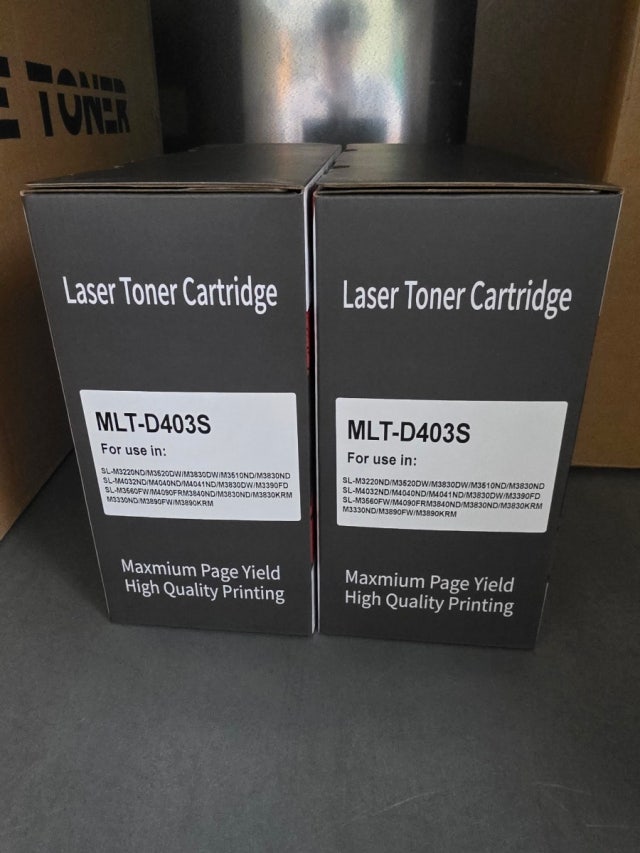 E TONER
Laser Toner Cartridge
MLT-D403S
For use in:
SL-M3220ND/M3520DW/M3830DW/M3510ND/M3830ND
SL-M4032ND/M4040ND/M4041ND/M3830DW/M3390FD
SL-M3560FW/M4090FRM3840ND/M3830ND/M3830KRM
M3330ND/M3890FW/M3890KRM
Maxmium Page Yield
High Quality Printing
Laser Toner Cartridge
MLT-D403S
For use in:
SL-M3220ND/M3520DW/M3830DW/M3510ND/M3830ND
SL-M4032ND/M4040ND/M4041ND/M3830DW/M3390FD
SL-M3560FW/M4090FRM3840ND/M3830ND/M3830KRM
M3330ND/M3890FW/M3890KRM
Maxmium Page Yield
High Quality Printing